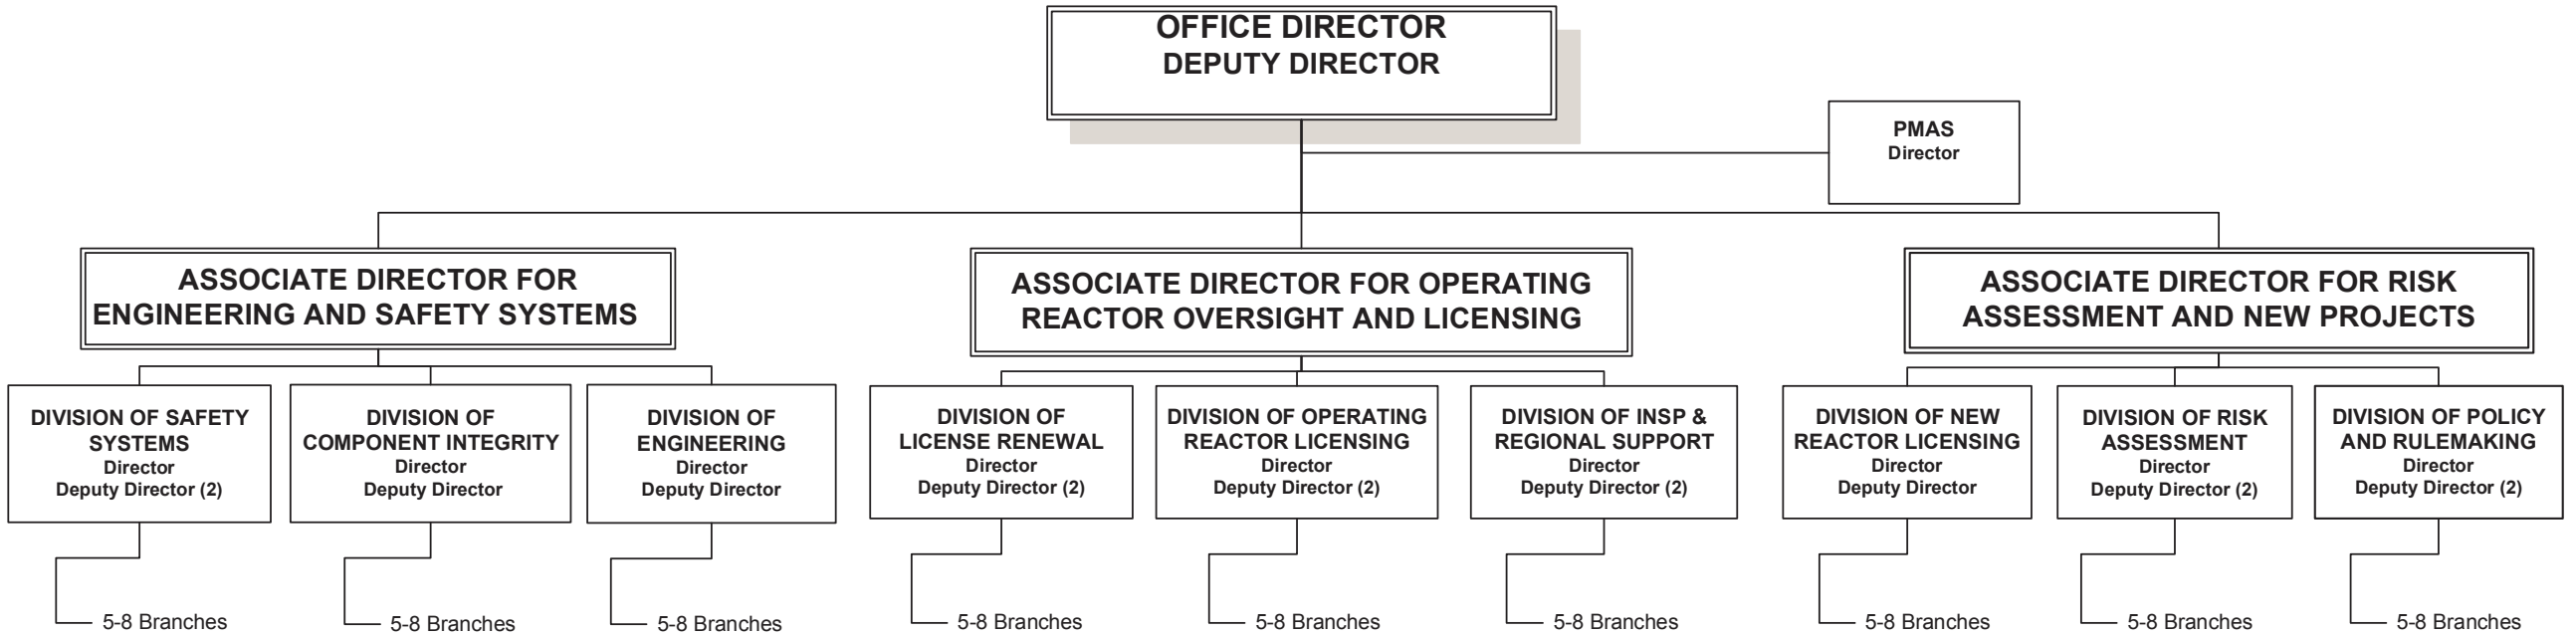 OFFICE DIRECTOR
DEPUTY DIRECTOR
PMAS
Director
ASSOCIATE DIRECTOR FOR
ENGINEERING AND SAFETY SYSTEMS
ASSOCIATE DIRECTOR FOR OPERATING
REACTOR OVERSIGHT AND LICENSING
ASSOCIATE DIRECTOR FOR RISK
ASSESSMENT AND NEW PROJECTS
DIVISION OF SAFETY
SYSTEMS
Director
Deputy Director (2)
DIVISION OF
COMPONENT INTEGRITY
Director
Deputy Director
DIVISION OF
ENGINEERING
Director
Deputy Director
DIVISION OF
LICENSE RENEWAL
Director
Deputy Director (2)
DIVISION OF OPERATING
REACTOR LICENSING
Director
Deputy Director (2)
DIVISION OF INSP &
REGIONAL SUPPORT
Director
Deputy Director (2)
DIVISION OF NEW
REACTOR LICENSING
Director
Deputy Director
DIVISION OF RISK
ASSESSMENT
Director
Deputy Director (2)
DIVISION OF POLICY
AND RULEMAKING
Director
Deputy Director (2)
5-8 Branches
5-8 Branches
5-8 Branches
5-8 Branches
5-8 Branches
5-8 Branches
5-8 Branches
5-8 Branches
5-8 Branches